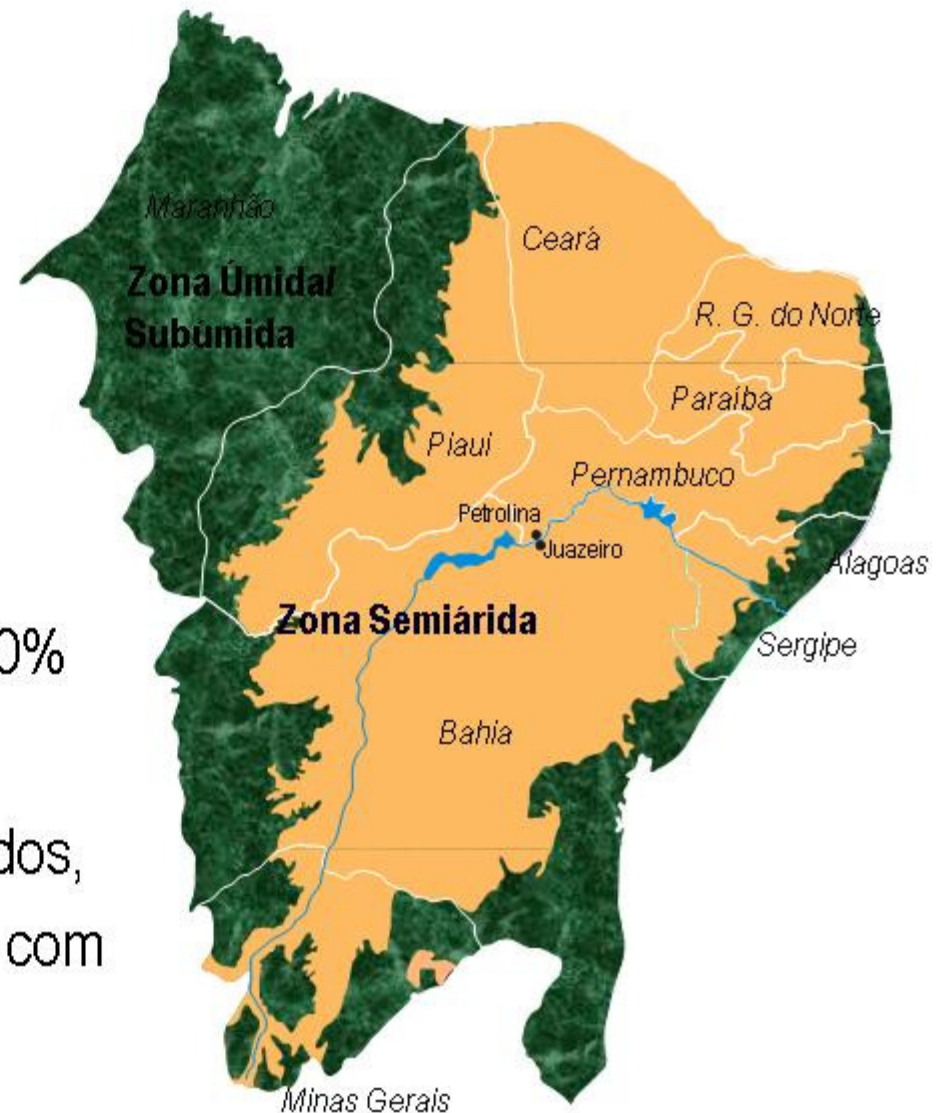 Maranhão
Zona Úmida/
Subúmida
Ceará
R. G. do Norte
Paraíba
Piaui
Pernambuco
Petrolina
Juazeiro
Alagoas
Zona Semiárida
Sergipe
0%
Bahia
dos,
com
Minas Gerais